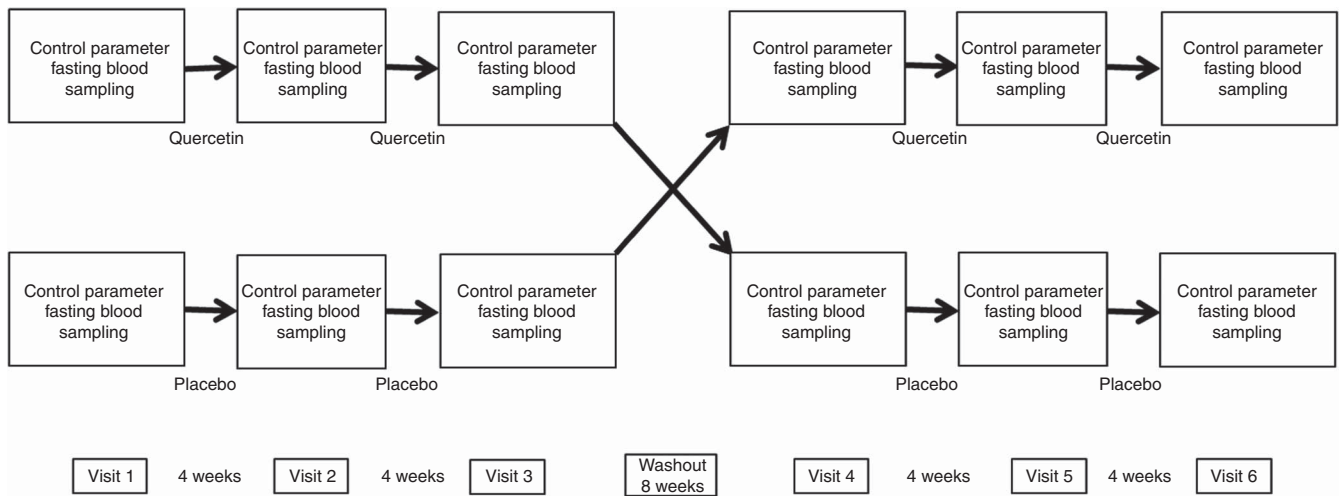 Control parameter
fasting blood
sampling
Control parameter
fasting blood
sampling
Control parameter
fasting blood
sampling
Control parameter
fasting blood
sampling
Control parameter
fasting blood
sampling
Control parameter
fasting blood
sampling
Quercetin
Quercetin
Quercetin
Quercetin
Control parameter
fasting blood
sampling
Control parameter
fasting blood
sampling
Control parameter
fasting blood
sampling
Control parameter
fasting blood
sampling
Control parameter
fasting blood
sampling
Control parameter
fasting blood
sampling
Placebo
Placebo
Placebo
Placebo
Visit 1
4 weeks
Visit 2
4 weeks
Visit 3
Washout
8 weeks
Visit 4
4 weeks
Visit 5
4 weeks
Visit 6